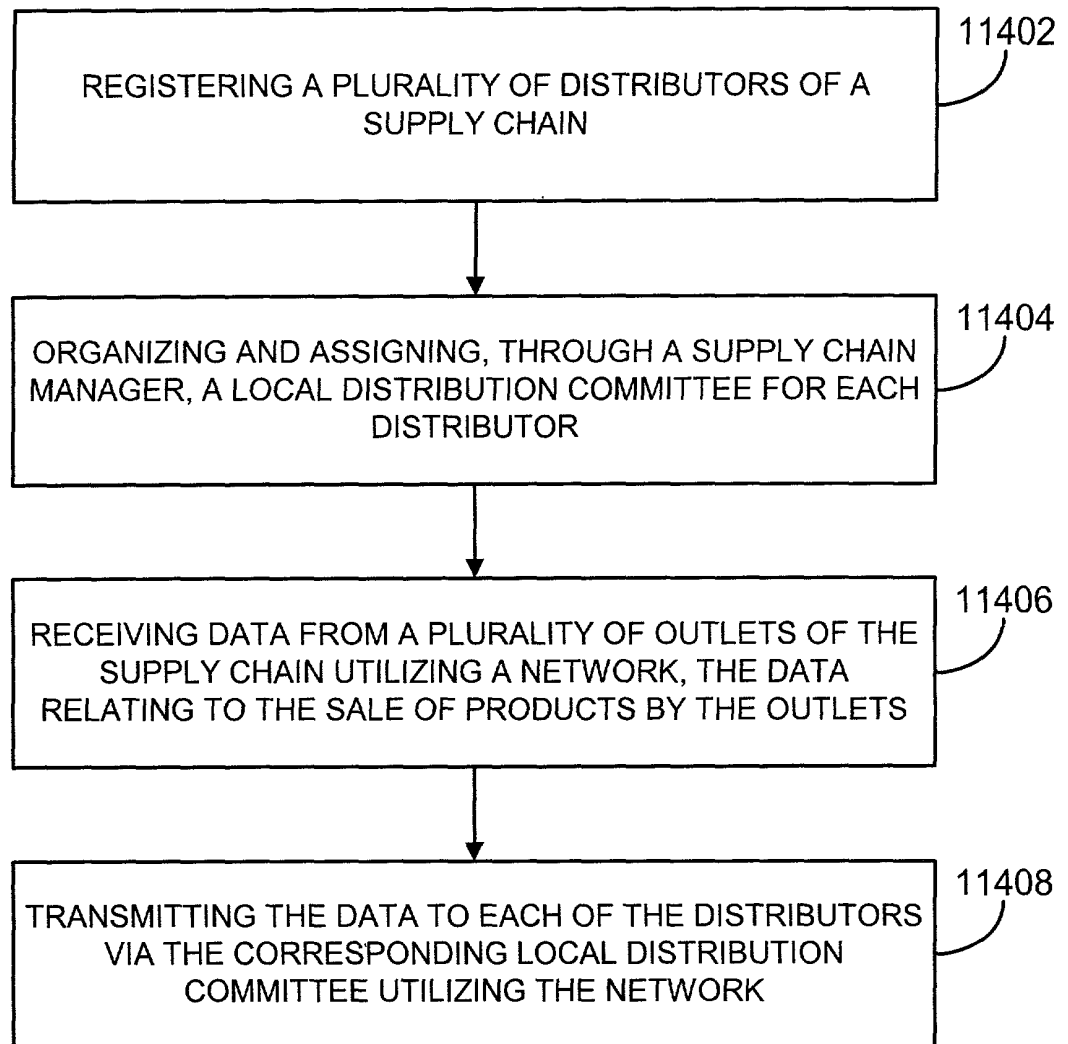 11402
REGISTERING A PLURALITY OF DISTRIBUTORS OF A
SUPPLY CHAIN
11404
ORGANIZING AND ASSIGNING, THROUGH A SUPPLY CHAIN
MANAGER, A LOCAL DISTRIBUTION COMMITTEE FOR EACH
DISTRIBUTOR
11406
RECEIVING DATA FROM A PLURALITY OF OUTLETS OF THE
SUPPLY CHAIN UTILIZING A NETWORK, THE DATA
RELATING TO THE SALE OF PRODUCTS BY THE OUTLETS
11408
TRANSMITTING THE DATA TO EACH OF THE DISTRIBUTORS
VIA THE CORRESPONDING LOCAL DISTRIBUTION
COMMITTEE UTILIZING THE NETWORK